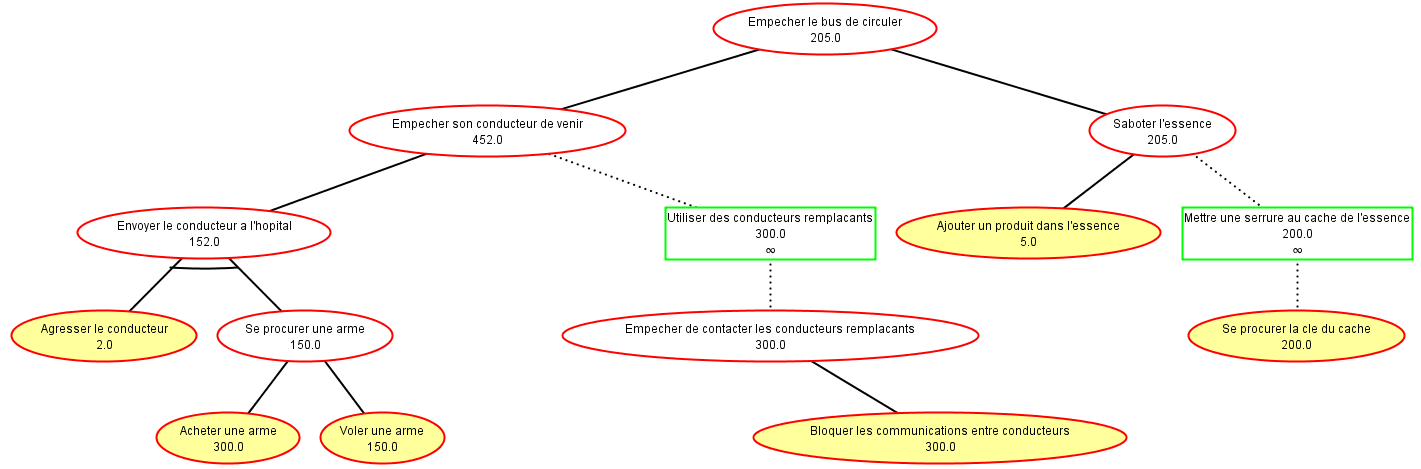 Empecher le bus de circuler
205.0
Empecher son conducteur de venir
452.0
Saboter l'essence
205.0
Envoyer le conducteur a l'hopital
152.0
Utiliser des conducteurs remplacants
300.0
∞
Ajouter un produit dans l'essence
5.0
Mettre une serrure au cache de l'essence
200.0
∞
Agresser le conducteur
2.0
Se procurer une arme
150.0
Empecher de contacter les conducteurs remplacants
300.0
Se procurer la cle du cache
200.0
Acheter une arme
300.0
Voler une arme
150.0
Bloquer les communications entre conducteurs
300.0